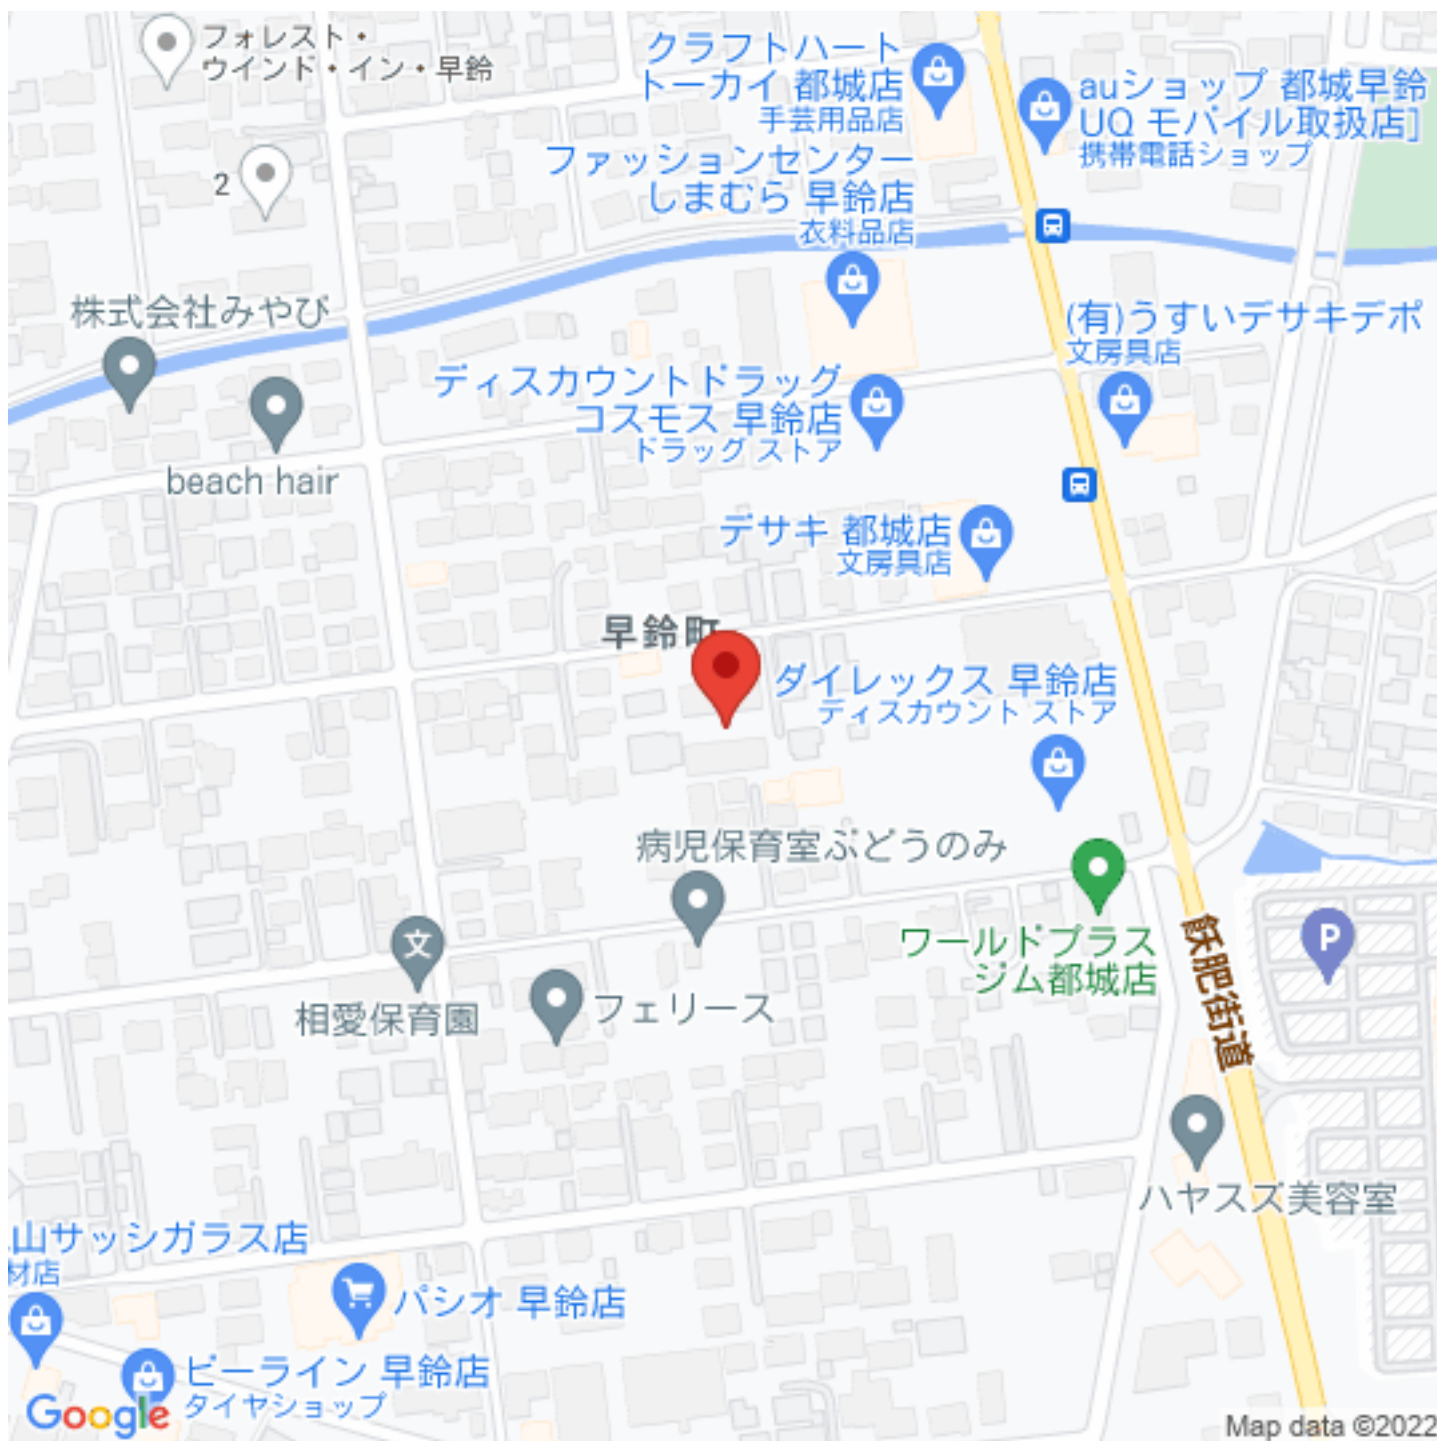 フォレスト・
ウインド・イン・早鈴
クラフトハート
トーカイ 都城店
手芸用品店
auショップ 都城早鈴
UQ モバイル取扱店]
携帯電話ショップ
2
ファッションセンター
しまむら 早鈴店
衣料品店
株式会社みやび
(有)うすいデサキデポ
文房具店
ディスカウントドラッグ
コスモス 早鈴店
ドラッグ ストア
beach hair
デサキ 都城店
文房具店
早鈴町
ダイレックス 早鈴店
ディスカウント ストア
病児保育室ぶどうのみ
文
相愛保育園
フェリース
ワールドプラス
ジム都城店
P
飫肥街道
ハヤスズ美容室
山サッシガラス店
材店
パシオ 早鈴店
ビーライン 早鈴店
タイヤショップ
Google
Map data ©2022